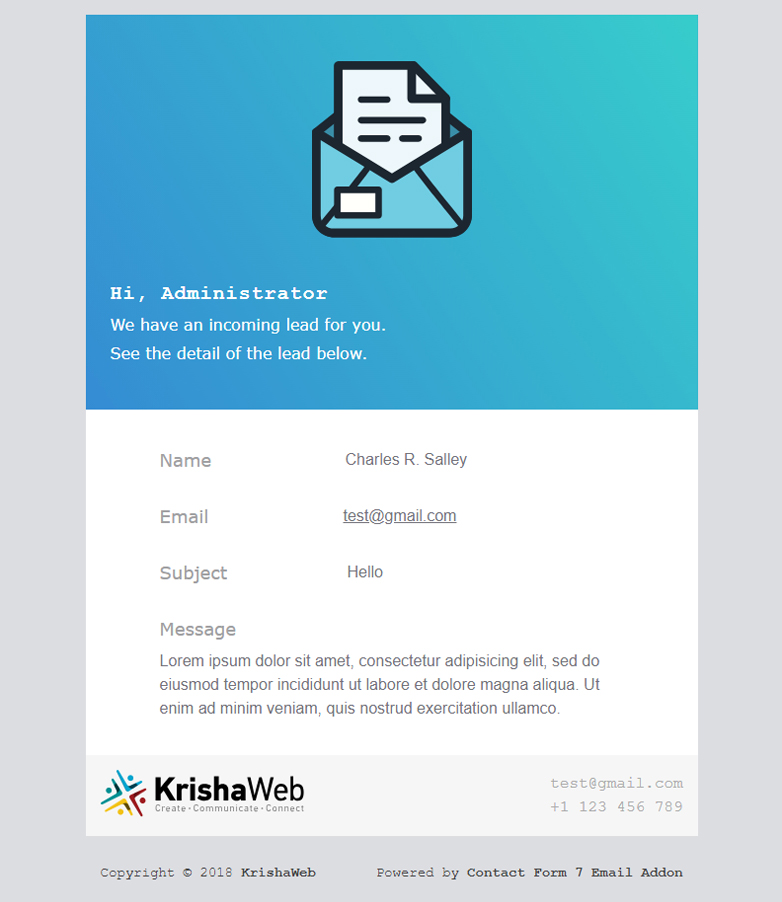 Hi, Administrator
We have an incoming lead for you.
See the detail of the lead below.
Name Charles R. Salley
Email test@gmail.com
Subject Hello
Message
Lorem ipsum dolor sit amet, consectetur adipisicing elit, sed do
eiusmod tempor incididunt ut labore et dolore magna aliqua. Ut
enim ad minim veniam, quis nostrud exercitation ullamco.
KrishaWeb
Create • Communicate • Connect
test@gmail.com
+1 123 456 789
Copyright © 2018 KrishaWeb
Powered by Contact Form 7 Email Addon